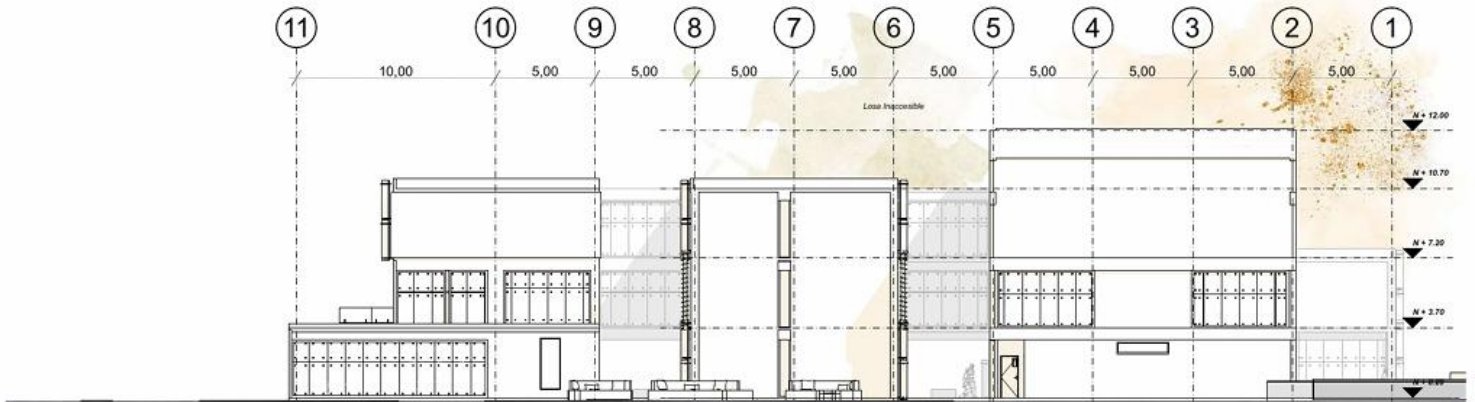 11 10 9 8 7 6 5 4 3 2 1
10,00 5,00 5,00 5,00 5,00 5,00 5,00 5,00 5,00 5,00
Losa Inaccesible
N + 12.00
N + 10.70
N + 7.20
N + 3.70